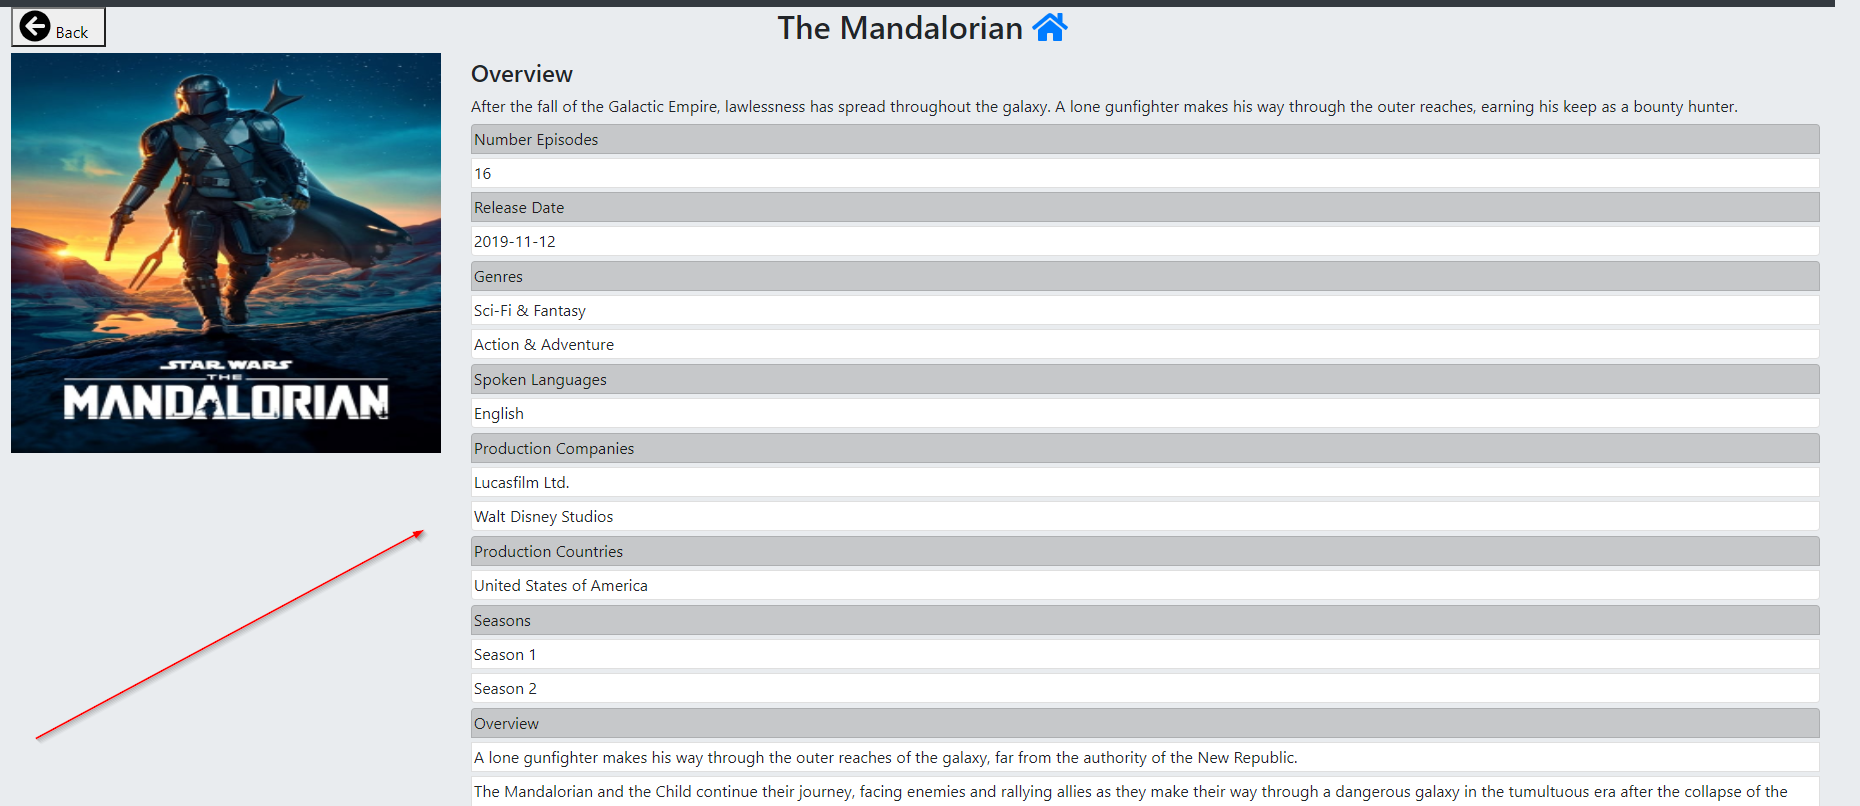 Back
The Mandalorian
STAR WARS
THE
MANDALORIAN
Overview
After the fall of the Galactic Empire, lawlessness has spread throughout the galaxy. A lone gunfighter makes his way through the outer reaches, earning his keep as a bounty hunter.
Number Episodes
16
Release Date
2019-11-12
Genres
Sci-Fi & Fantasy
Action & Adventure
Spoken Languages
English
Production Companies
Lucasfilm Ltd.
Walt Disney Studios
Production Countries
United States of America
Seasons
Season 1
Season 2
Overview
A lone gunfighter makes his way through the outer reaches of the galaxy, far from the authority of the New Republic.
The Mandalorian and the Child continue their journey, facing enemies and rallying allies as they make their way through a dangerous galaxy in the tumultuous era after the collapse of the